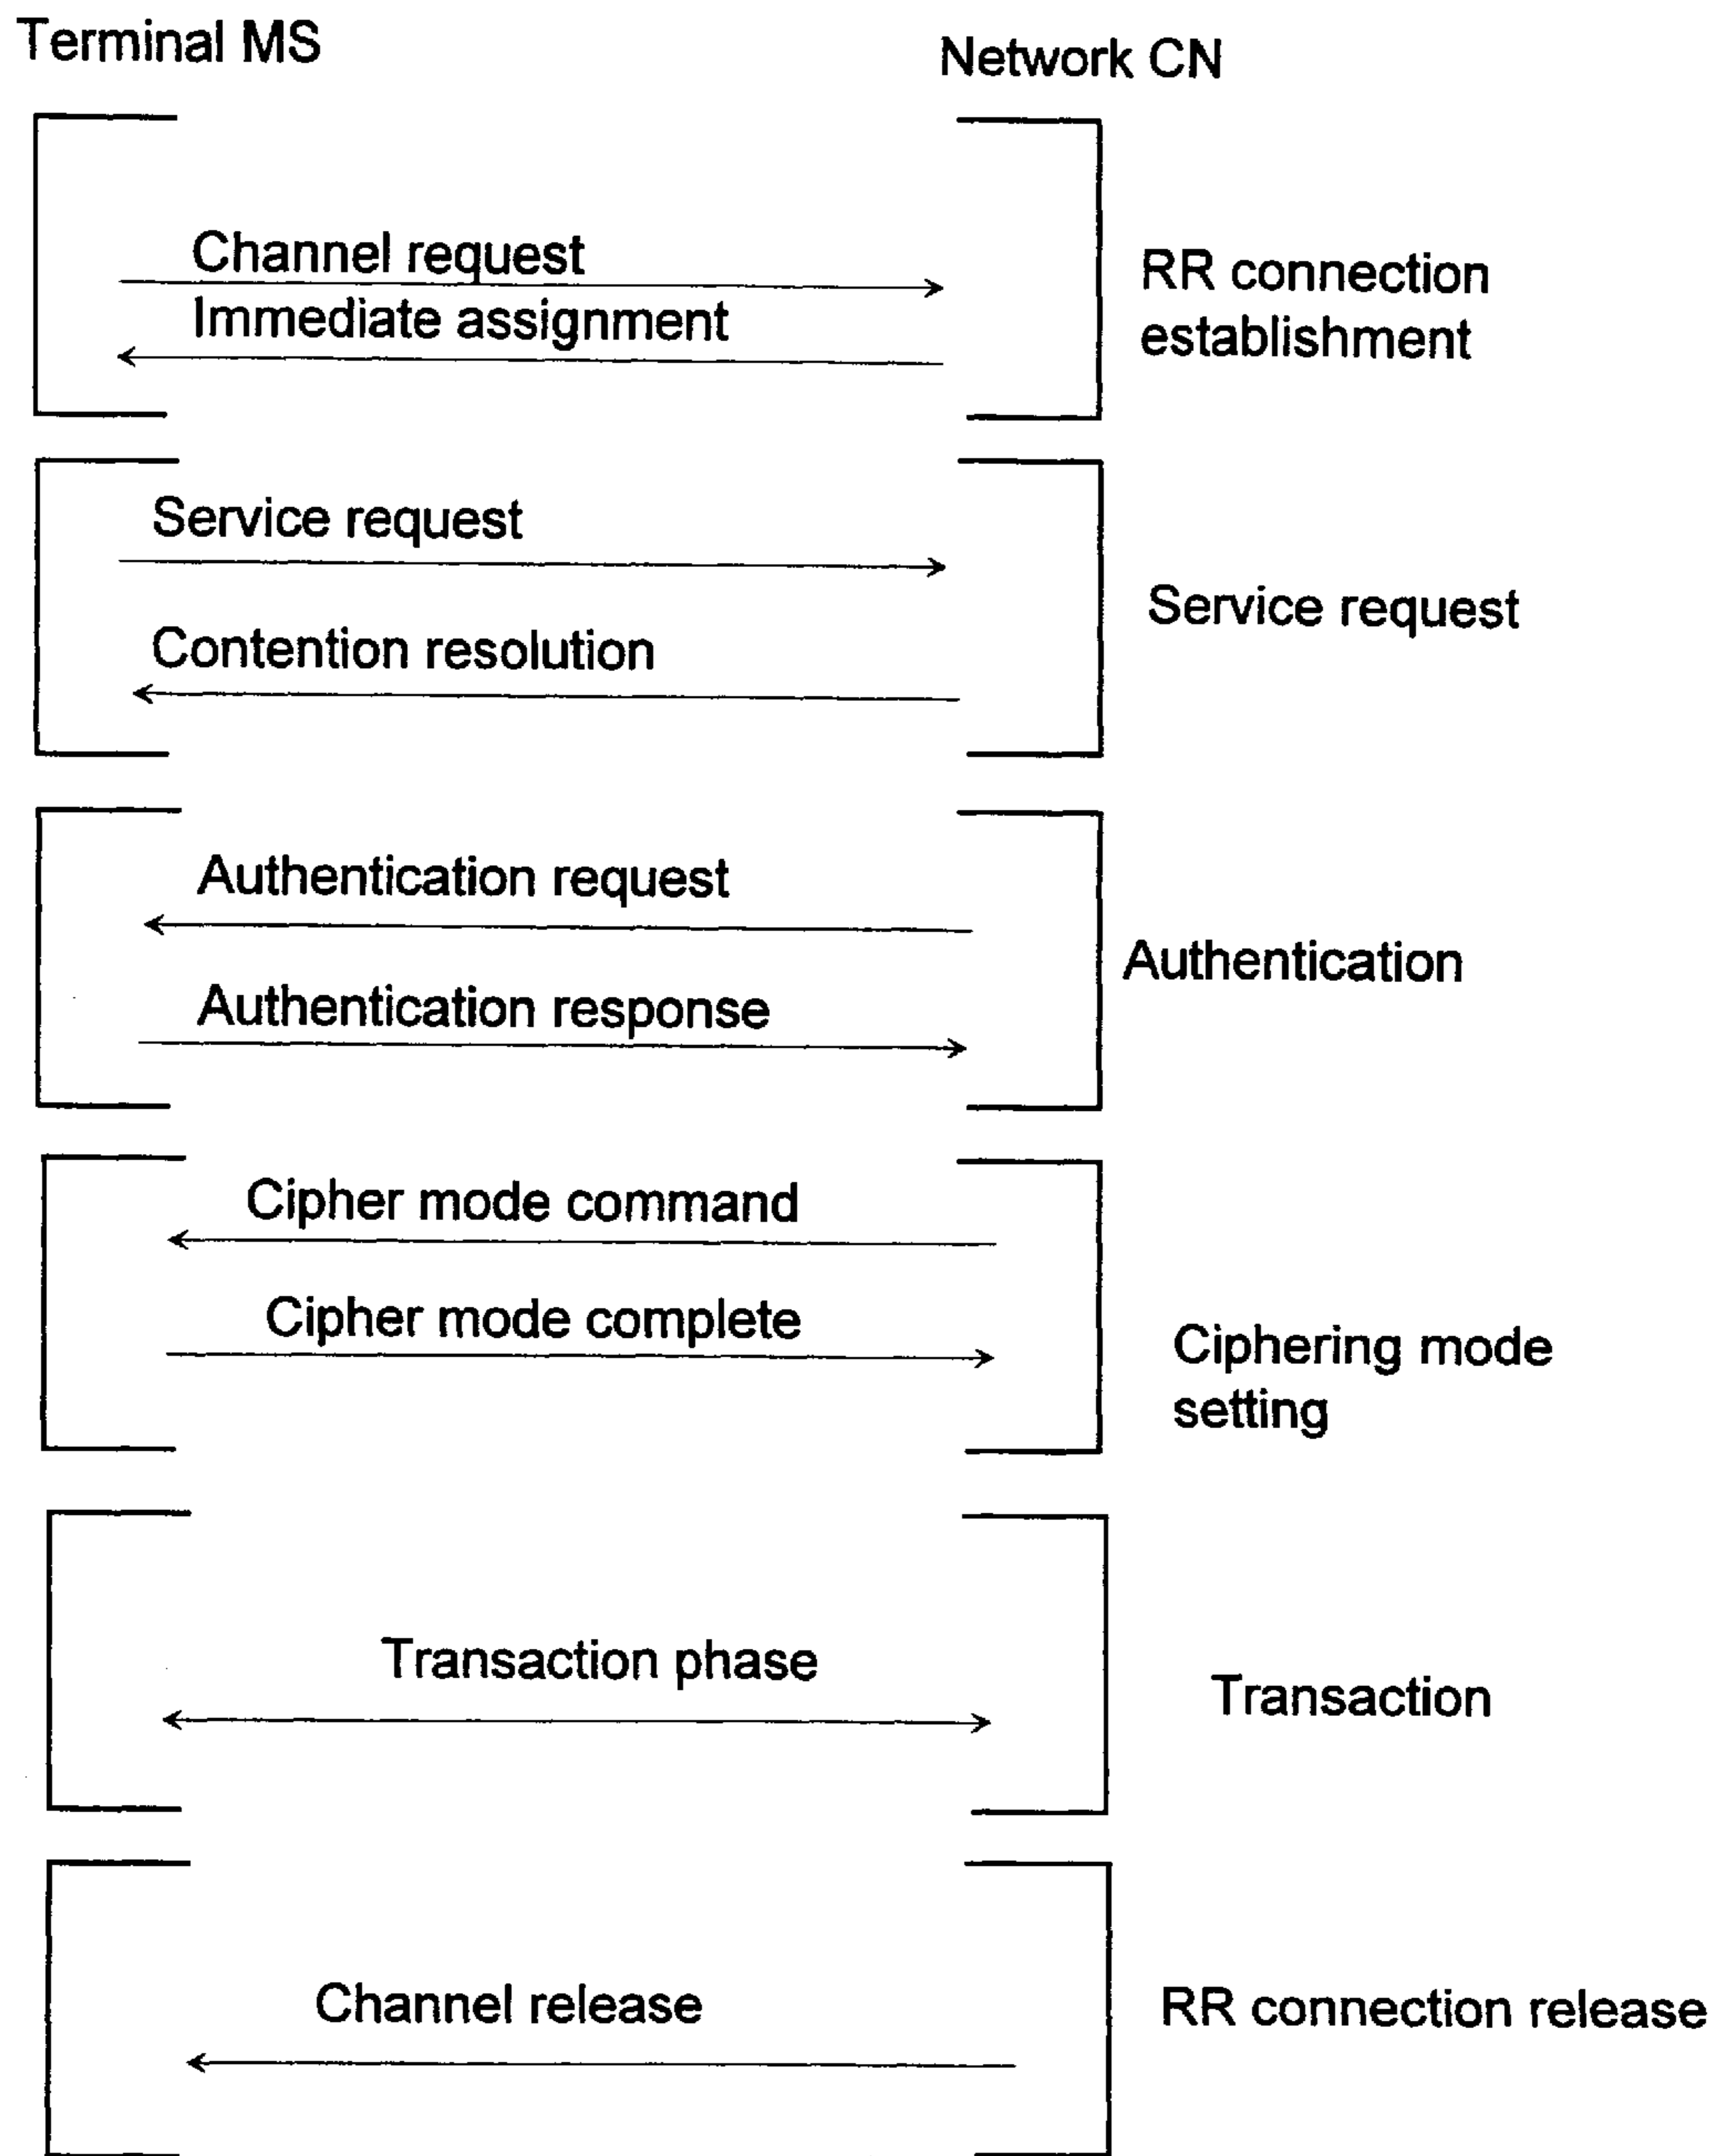 Terminal MS
Network CN
Channel request
Immediate assignment
RR connection
establishment
Service request
Contention resolution
Service request
Authentication request
Authentication response
Authentication
Cipher mode command
Cipher mode complete
Ciphering mode
setting
Transaction phase
Transaction
Channel release
RR connection release